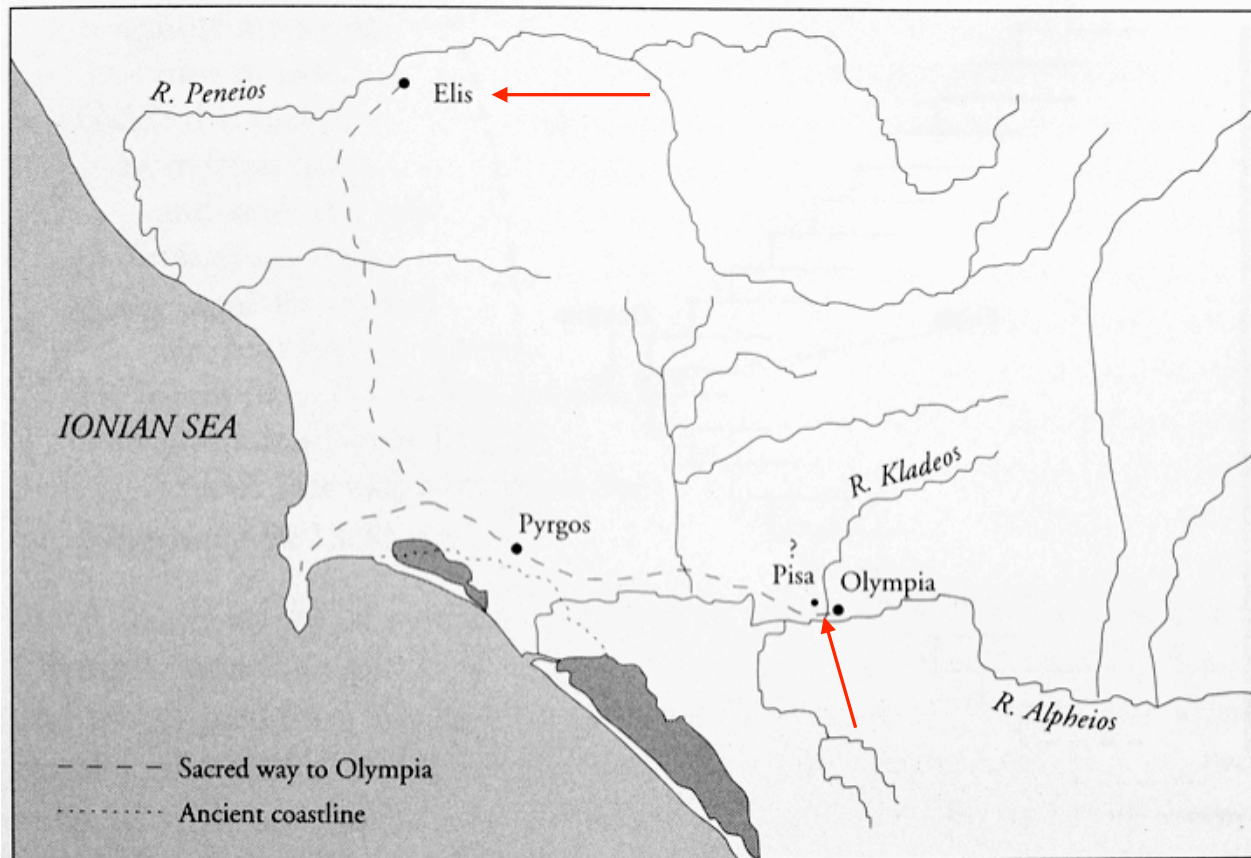 R. Peneios
Elis
IONIAN SEA
R. Kladeos
Pyrgos
?
Pisa
Olympia
R. Alpheios
Sacred way to Olympia
Ancient coastline